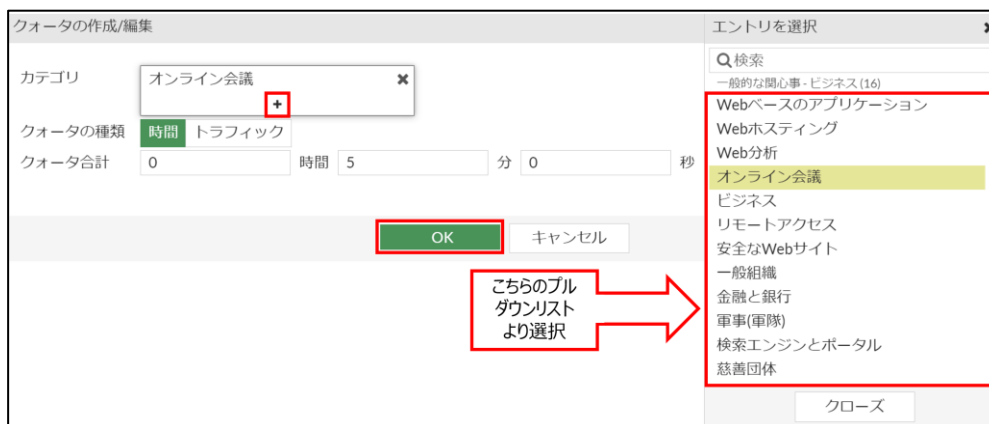 クォータの作成/編集
カテゴリ
オンライン会議 ✖
+
クォータの種類 時間 トラフィック
クォータ合計 0 時間 5 分 0 秒
OK キャンセル
こちらのプル
ダウンリスト
より選択
エントリを選択
検索
一般的な関心事 - ビジネス (16)
Webベースのアプリケーション
Webホスティング
Web分析
オンライン会議
ビジネス
リモートアクセス
安全なWebサイト
一般組織
金融と銀行
軍事(軍隊)
検索エンジンとポータル
慈善団体
クローズ